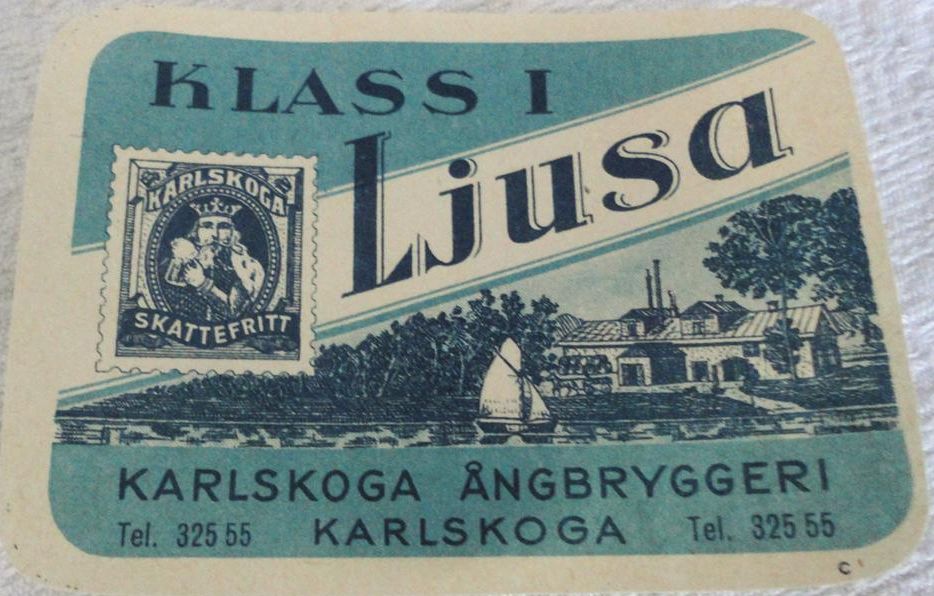 KLASS I
Ljusa
KARLSKOGA
SKATTEFRITT
KARLSKOGA ÅNGBRYGGERI
Tel. 325 55 KARLSKOGA Tel. 325 55
C